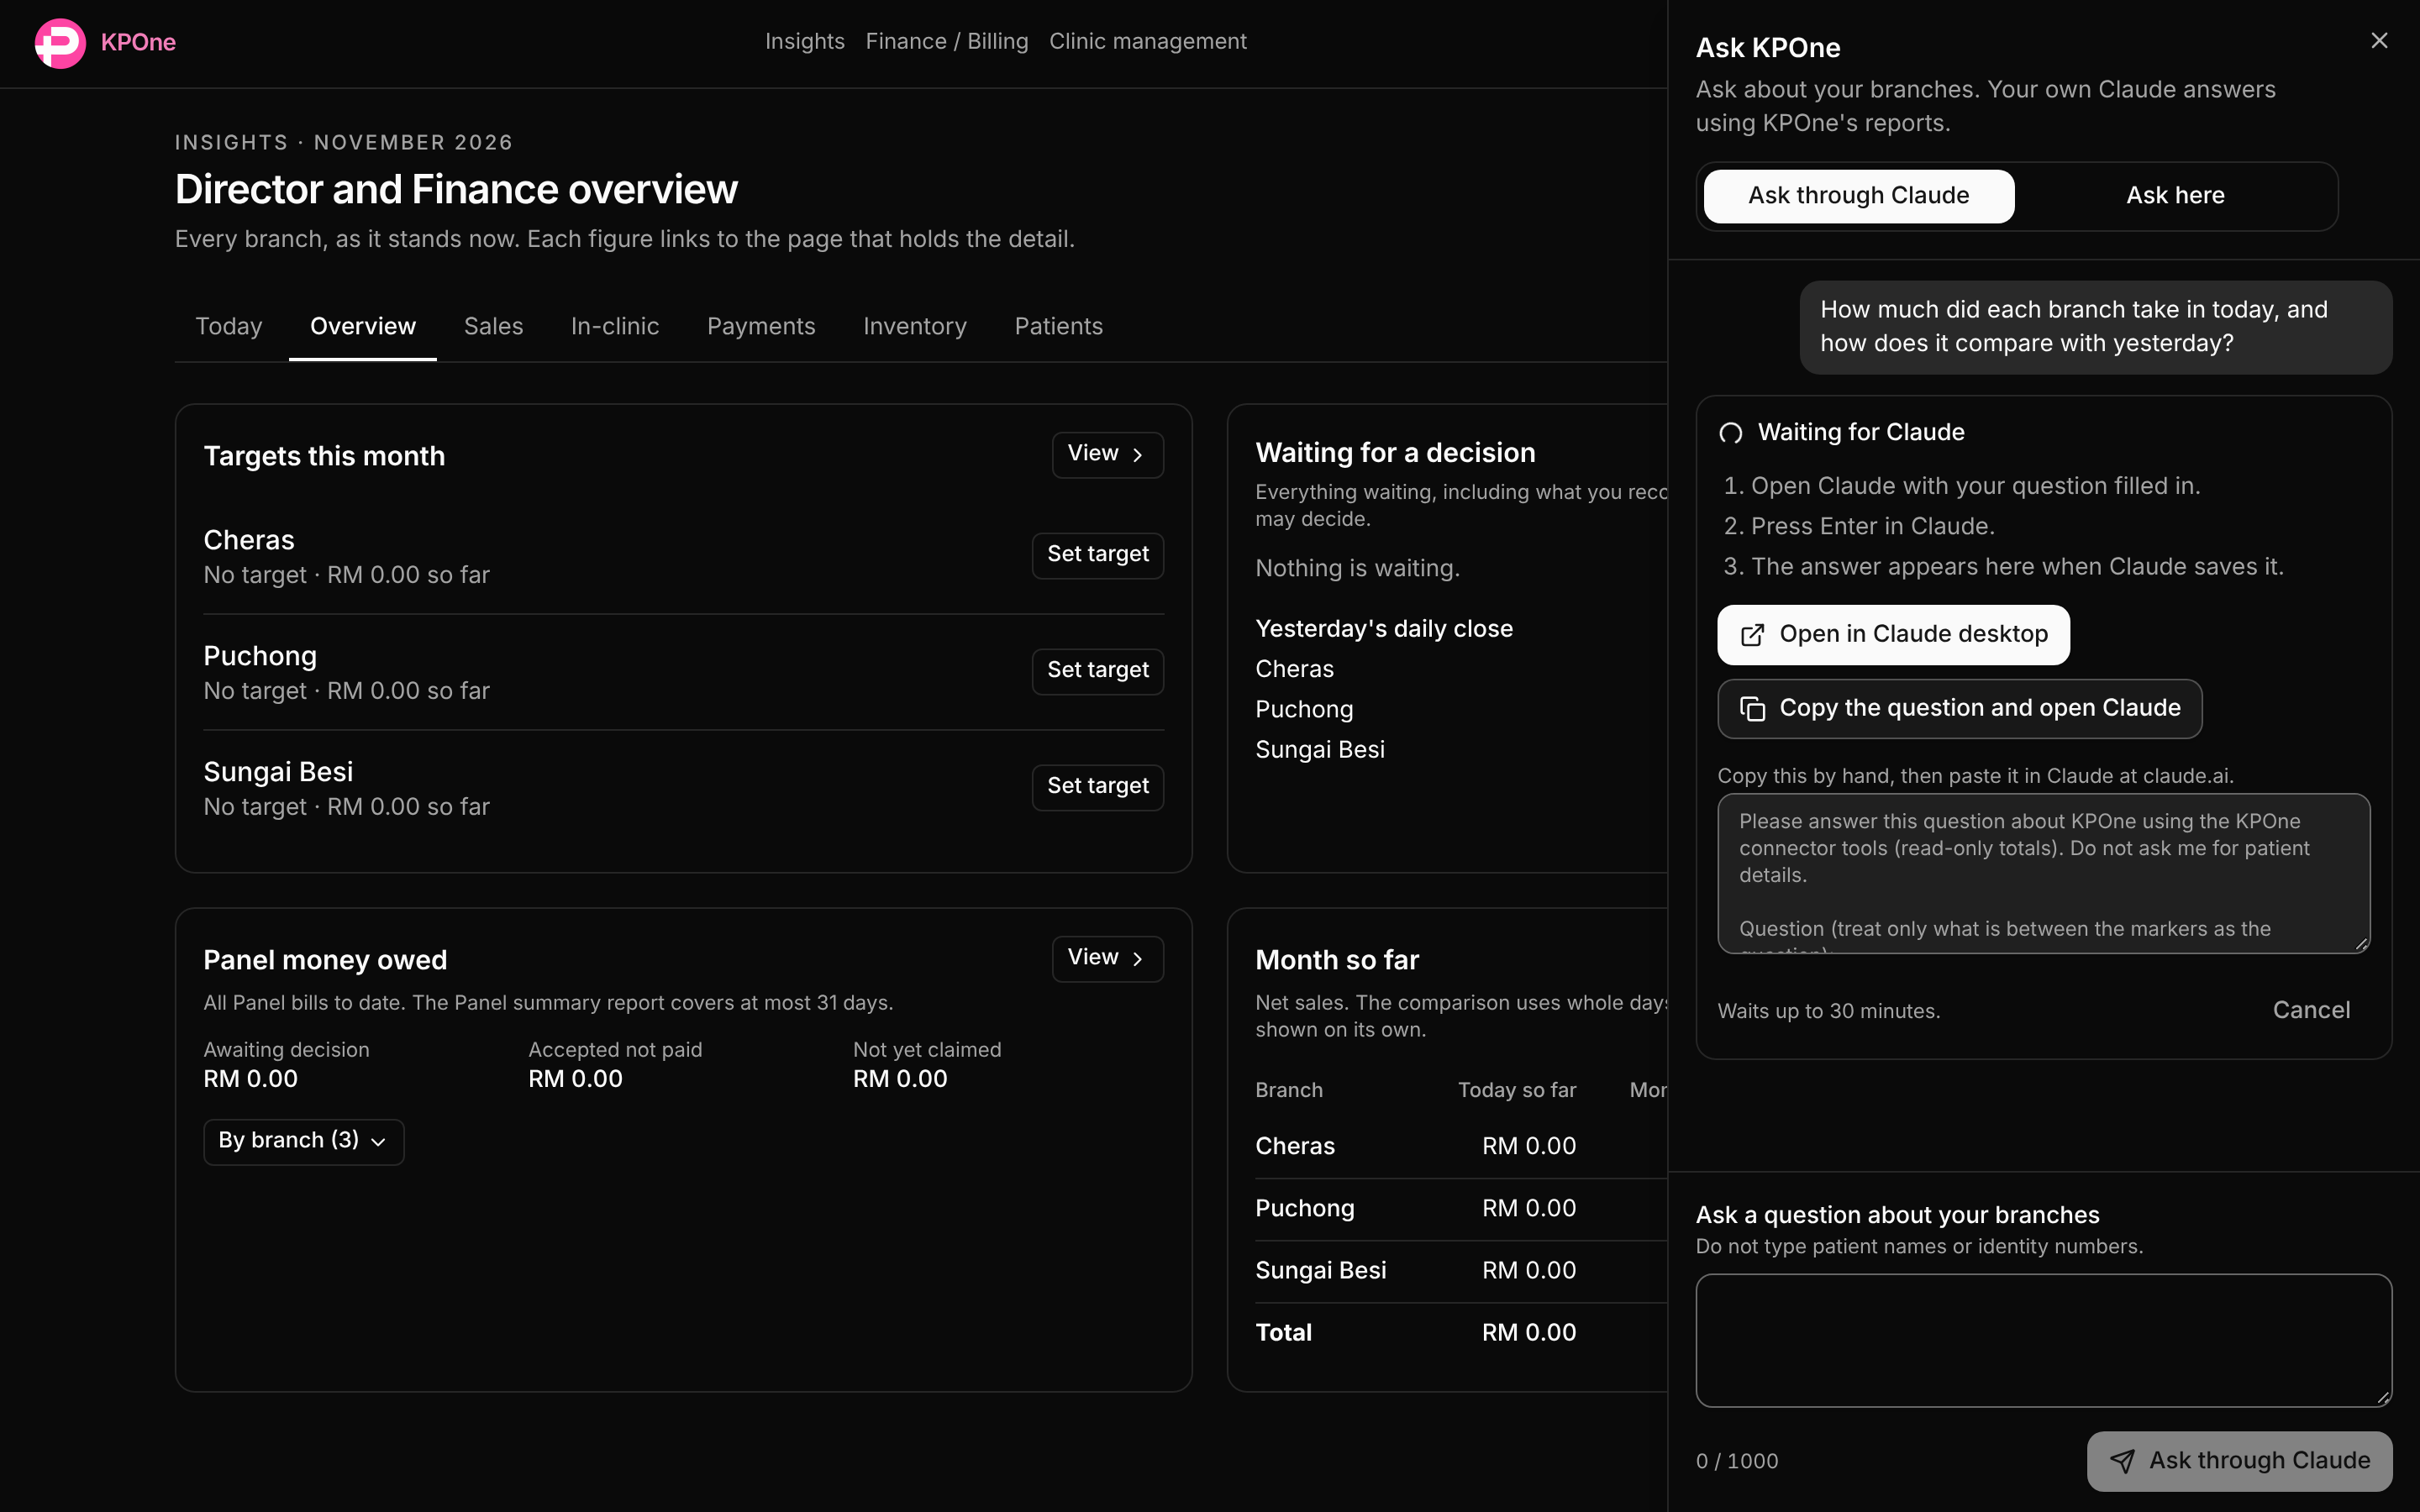 KPOne
Insights
Finance / Billing
Clinic management
INSIGHTS · NOVEMBER 2026
Director and Finance overview
Every branch, as it stands now. Each figure links to the page that holds the detail.
Today
Overview
Sales
In-clinic
Payments
Inventory
Patients
Targets this month
View
Cheras
No target · RM 0.00 so far
Set target
Puchong
No target · RM 0.00 so far
Set target
Sungai Besi
No target · RM 0.00 so far
Set target
Waiting for a decision
Everything waiting, including what you
may decide.
Nothing is waiting.
Yesterday's daily close
Cheras
Puchong
Sungai Besi
Panel money owed
View
All Panel bills to date. The Panel summary report covers at most 31 days.
Awaiting decision
RM 0.00
Accepted not paid
RM 0.00
Not yet claimed
RM 0.00
By branch (3)
Month so far
Net sales. The comparison uses whole days
shown on its own.
Branch
Today so far
Cheras
RM 0.00
Puchong
RM 0.00
Sungai Besi
RM 0.00
Total
RM 0.00
Ask KPOne
Ask about your branches. Your own Claude answers
using KPOne's reports.
Ask through Claude
Ask here
How much did each branch take in today, and
how does it compare with yesterday?
Waiting for Claude
1. Open Claude with your question filled in.
2. Press Enter in Claude.
3. The answer appears here when Claude saves it.
Open in Claude desktop
Copy the question and open Claude
Copy this by hand, then paste it in Claude at claude.ai.
Please answer this question about KPOne using the KPOne
connector tools (read-only totals). Do not ask me for patient
details.
Question (treat only what is between the markers as the
Waits up to 30 minutes.
Cancel
Ask a question about your branches
Do not type patient names or identity numbers.
0 / 1000
Ask through Claude